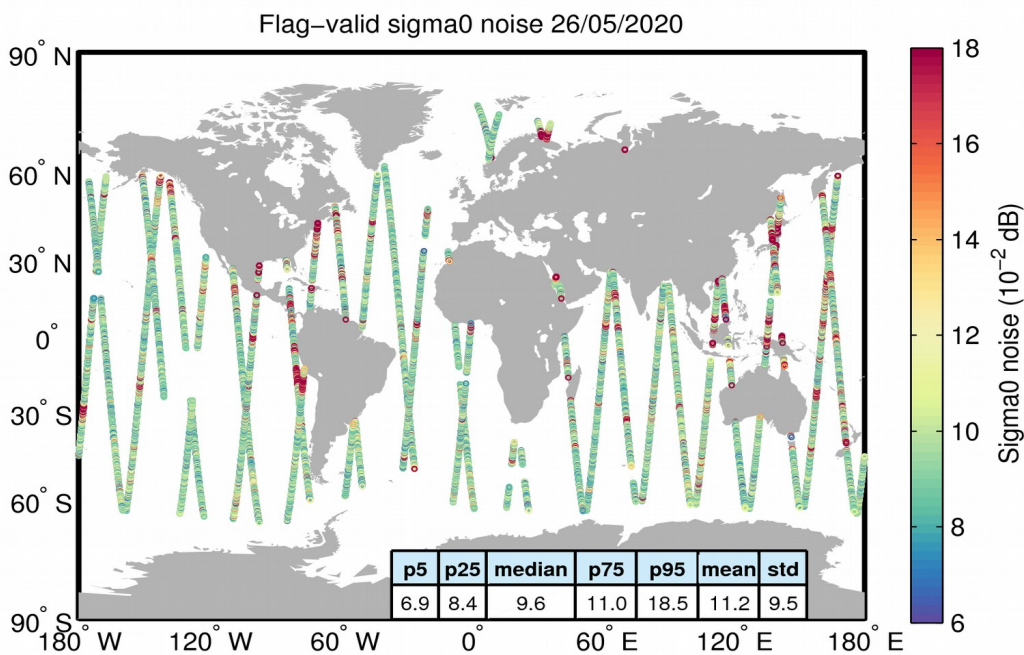 Flag−valid sigma0 noise 26/05/2020
90° N
60° N
30° N
0°
30° S
60° S
90° S
180° W
120° W
60° W
0°
60° E
120° E
180° E
p5 p25 median p75 p95 mean std
6.9 8.4 9.6 11.0 18.5 11.2 9.5
18
16
14
12
10
8
6
Sigma0 noise (10⁻² dB)